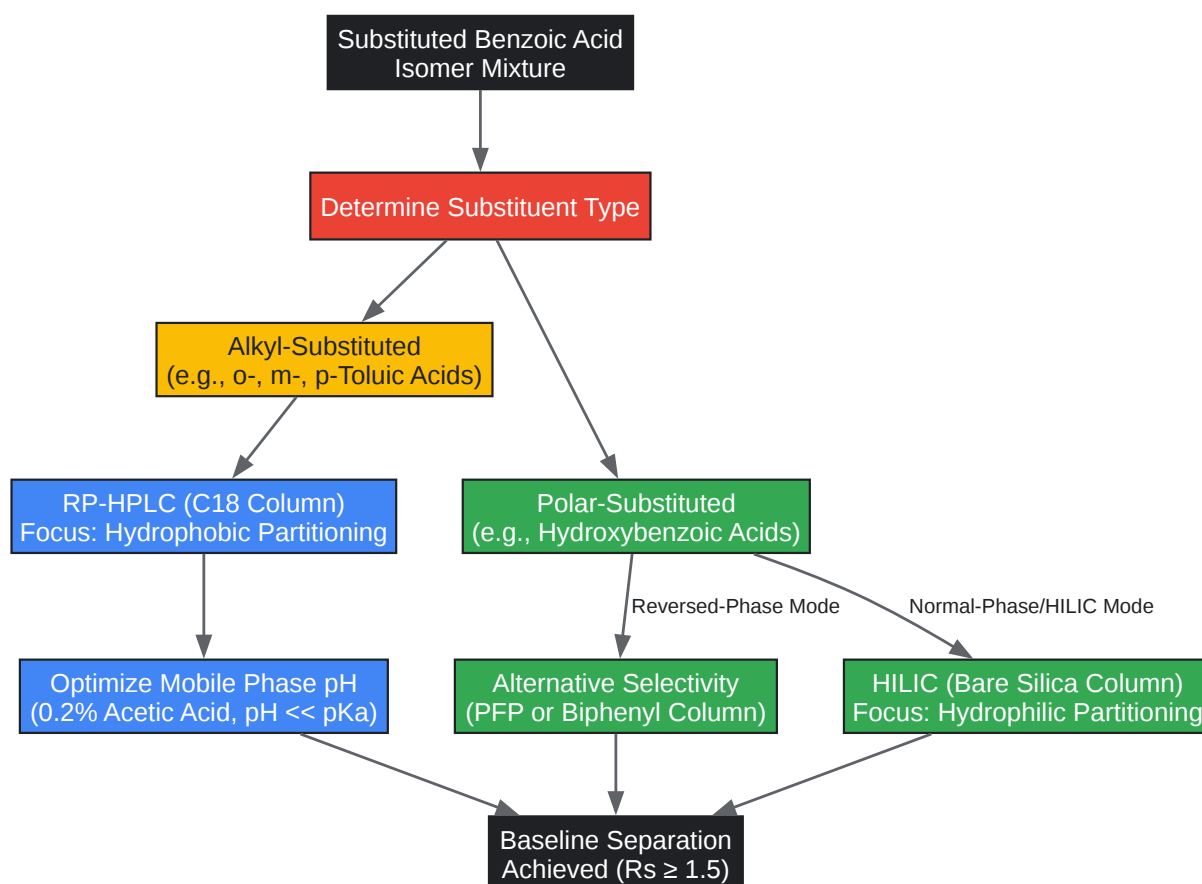 Substituted Benzoic Acid
Isomer Mixture
Determine Substituent Type
Alkyl-Substituted
(e.g., o-, m-, p-Toluic Acids)
RP-HPLC (C18 Column)
Focus: Hydrophobic Partitioning
Polar-Substituted
(e.g., Hydroxybenzoic Acids)
Reversed-Phase Mode
Normal-Phase/HILIC Mode
Optimize Mobile Phase pH
(0.2% Acetic Acid, pH << pKa)
Alternative Selectivity
(PFP or Biphenyl Column)
HILIC (Bare Silica Column)
Focus: Hydrophilic Partitioning
Baseline Separation
Achieved (Rs ≥ 1.5)